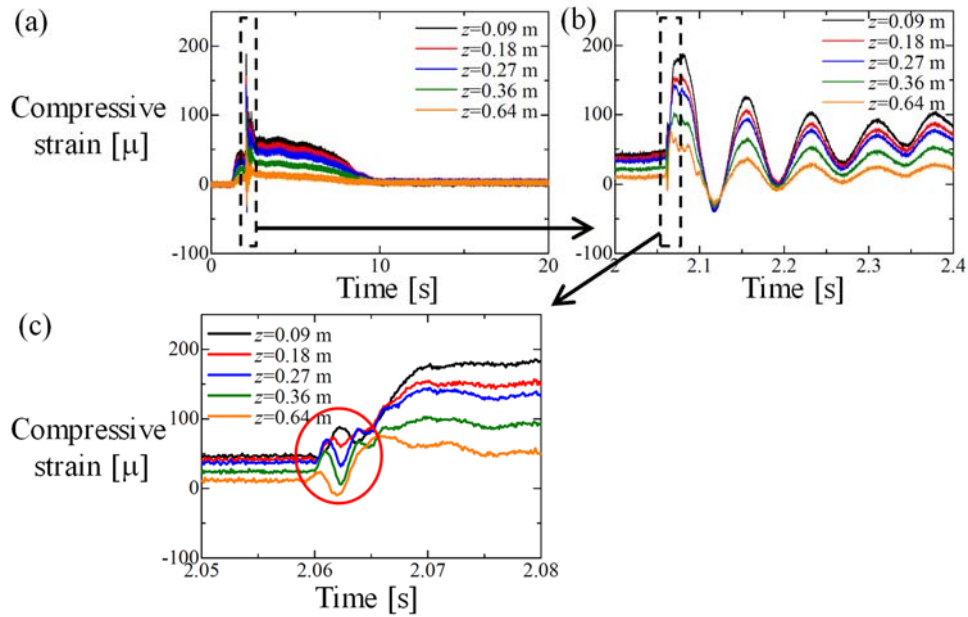 (a)
200
100
0
-100
Compressive
strain [μ]
z=0.09 m
z=0.18 m
z=0.27 m
z=0.36 m
z=0.64 m
0
10
20
Time [s]
(b)
200
100
0
-100
z=0.09 m
z=0.18 m
z=0.27 m
z=0.36 m
z=0.64 m
2
2.1
2.2
2.3
2.4
Time [s]
(c)
200
100
0
-100
Compressive
strain [μ]
z=0.09 m
z=0.18 m
z=0.27 m
z=0.36 m
z=0.64 m
2.05
2.06
2.07
2.08
Time [s]